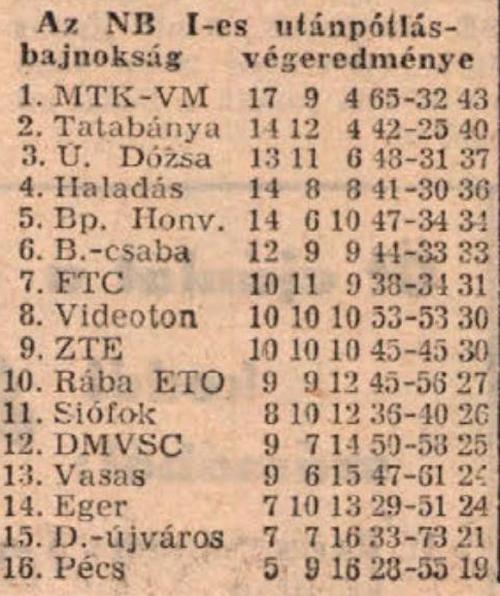 Az NB I-es utánpótlás-
bajnokság végeredménye
1. MTK-VM 17 9 4 65-32 43
2. Tatabánya 14 12 4 42-25 40
3. U. Dózsa 13 11 6 48-31 37
4. Haladás 14 8 8 41-30 36
5. Bp. Honv. 14 6 10 47-34 34
6. B.-csaba 12 9 9 44-33 33
7. FTC 10 11 9 38-34 31
8. Videoton 10 10 10 53-53 30
9. ZTE 10 10 10 45-45 30
10. Rába ETO 9 9 12 45-56 27
11. Siófok 8 10 12 36-40 26
12. DMVSC 9 7 14 50-58 25
13. Vasas 9 6 15 47-61 24
14. Eger 7 10 13 29-51 24
15. D.-újváros 7 7 16 33-73 21
16. Pécs 5 9 16 28-55 19